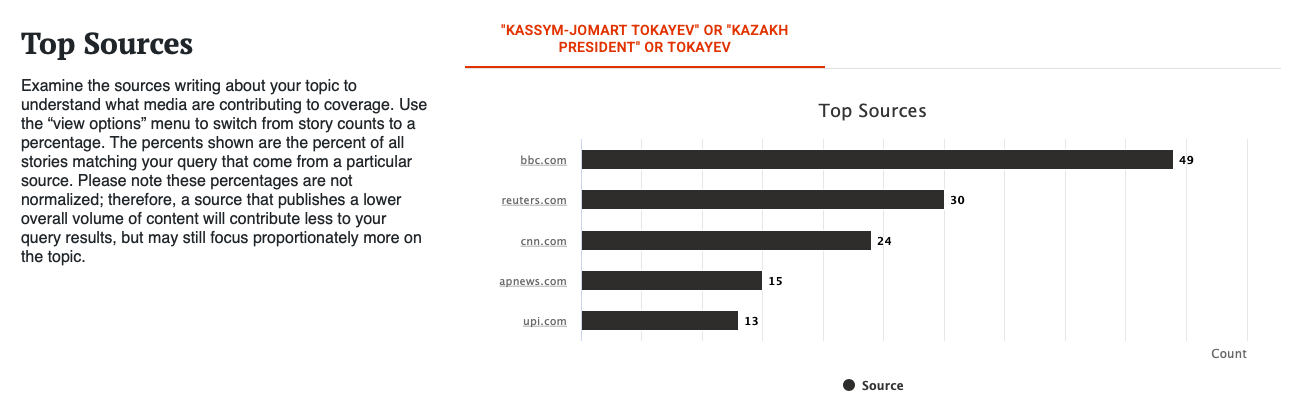 Top Sources
Examine the sources writing about your topic to
understand what media are contributing to coverage. Use
the “view options” menu to switch from story counts to a
percentage. The percents shown are the percent of all
stories matching your query that come from a particular
source. Please note these percentages are not
normalized; therefore, a source that publishes a lower
overall volume of content will contribute less to your
query results, but may still focus proportionately more on
the topic.
"KASSYM-JOMART TOKAYEV" OR "KAZAKH
PRESIDENT" OR TOKAYEV
Top Sources
bbc.com 49
reuters.com 30
cnn.com 24
apnews.com 15
upi.com 13
Count
Source